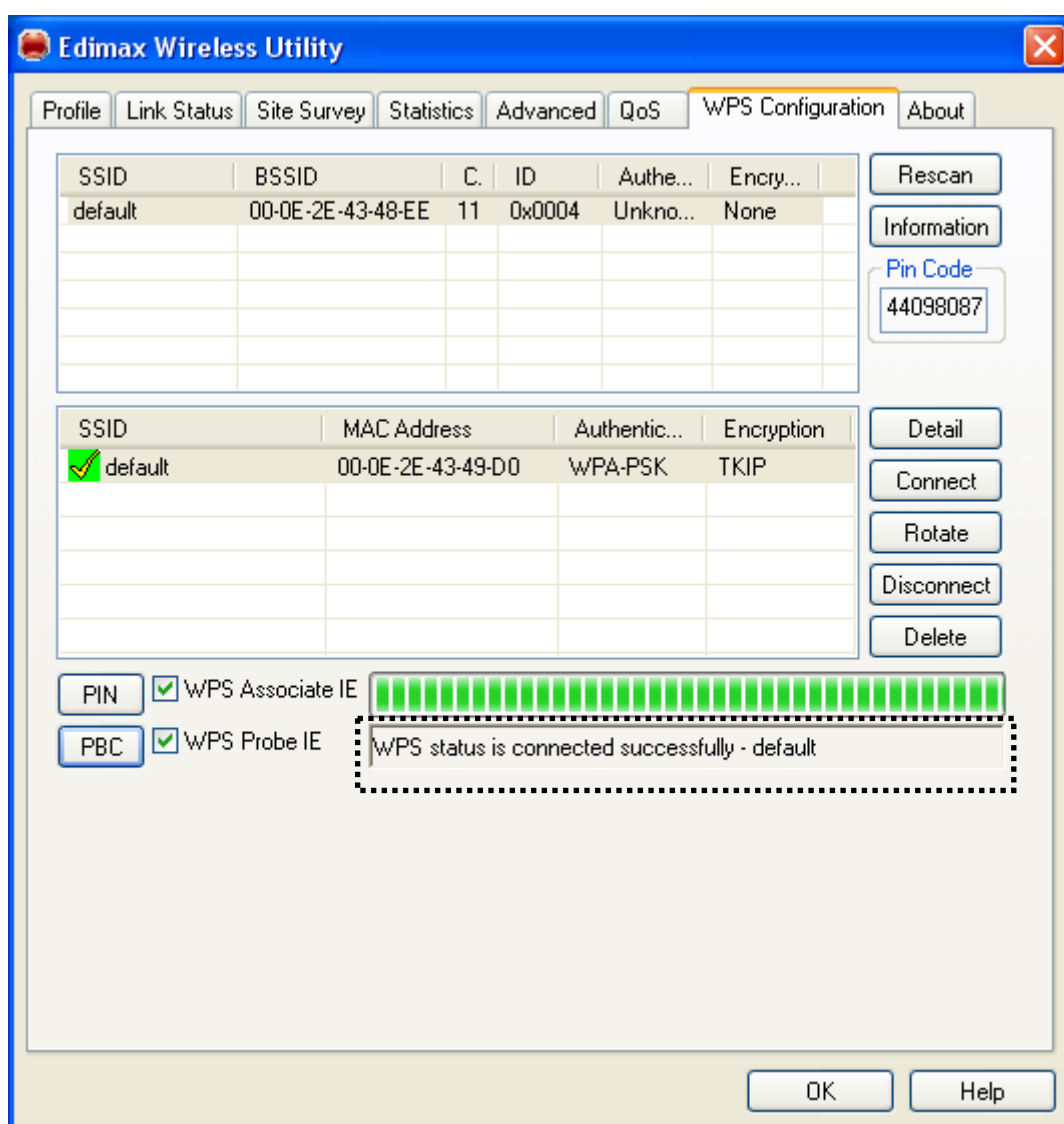 Edimax Wireless Utility
Profile Link Status Site Survey Statistics Advanced QoS WPS Configuration About
SSID BSSID C. ID Authe... Encry...
default 00-0E-2E-43-48-EE 11 0x0004 Unkno... None
Rescan
Information
Pin Code
44098087
SSID MAC Address Authentic... Encryption
default 00-0E-2E-43-49-D0 WPA-PSK TKIP
Detail
Connect
Rotate
Disconnect
Delete
PIN WPS Associate IE
PBC WPS Probe IE WPS status is connected successfully - default
OK Help